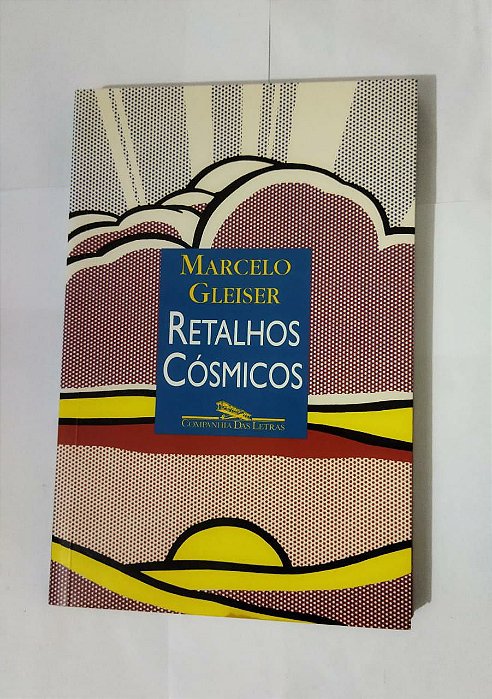 MARCELO
GLEISER
RETALHOS
CÓSMICOS
COMPANHIA DAS LETRAS